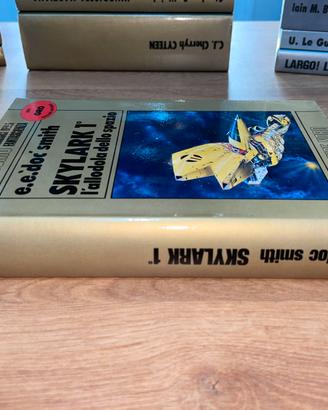 C.J. Cherryh CYTEEN
Iain M. B
U. Le Gu
LARGO! L
e.e.'doc' smith
SKYLARK 1°
l'allodola dello spazio
doc smith SKYLARK 1°